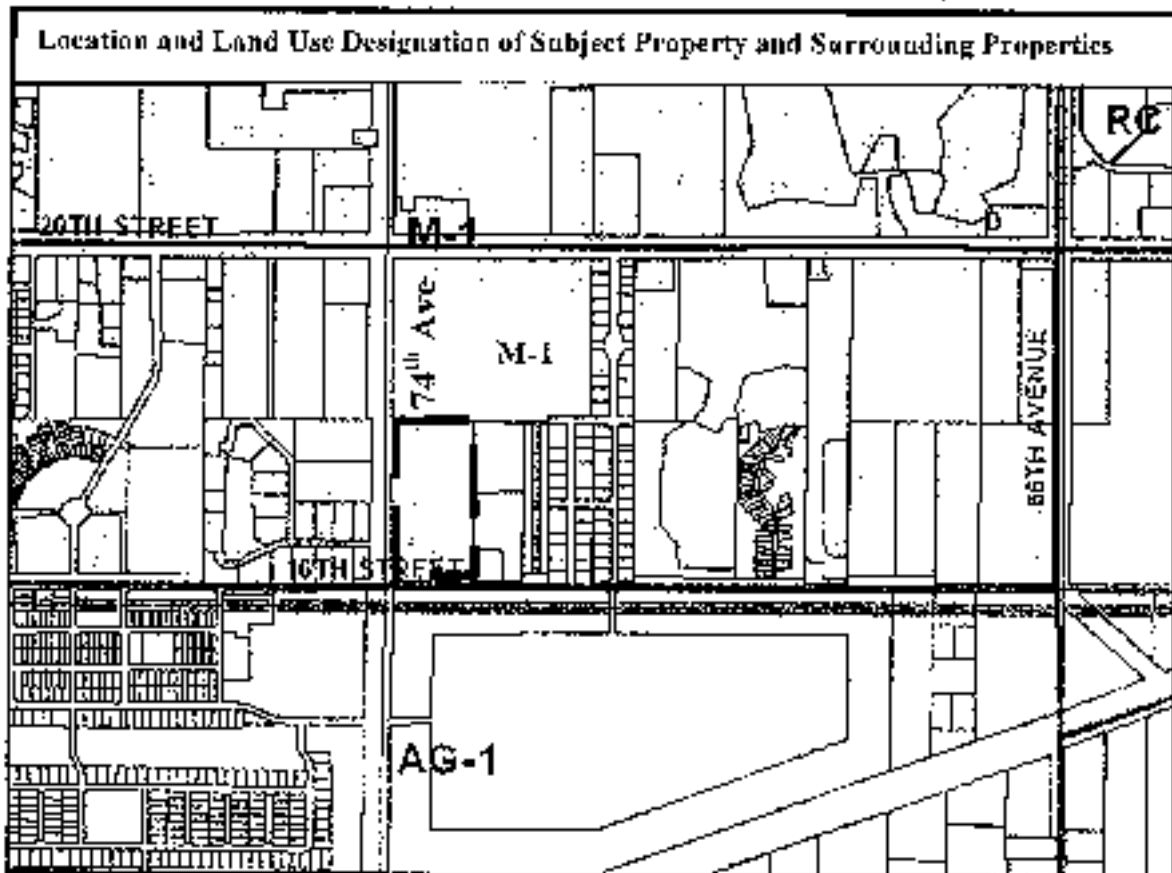 Location and Land Use Designation of Subject Property and Surrounding Properties
RC
20TH STREET
M-1
74th Ave
M-1
66TH AVENUE
16TH STREET
AG-1